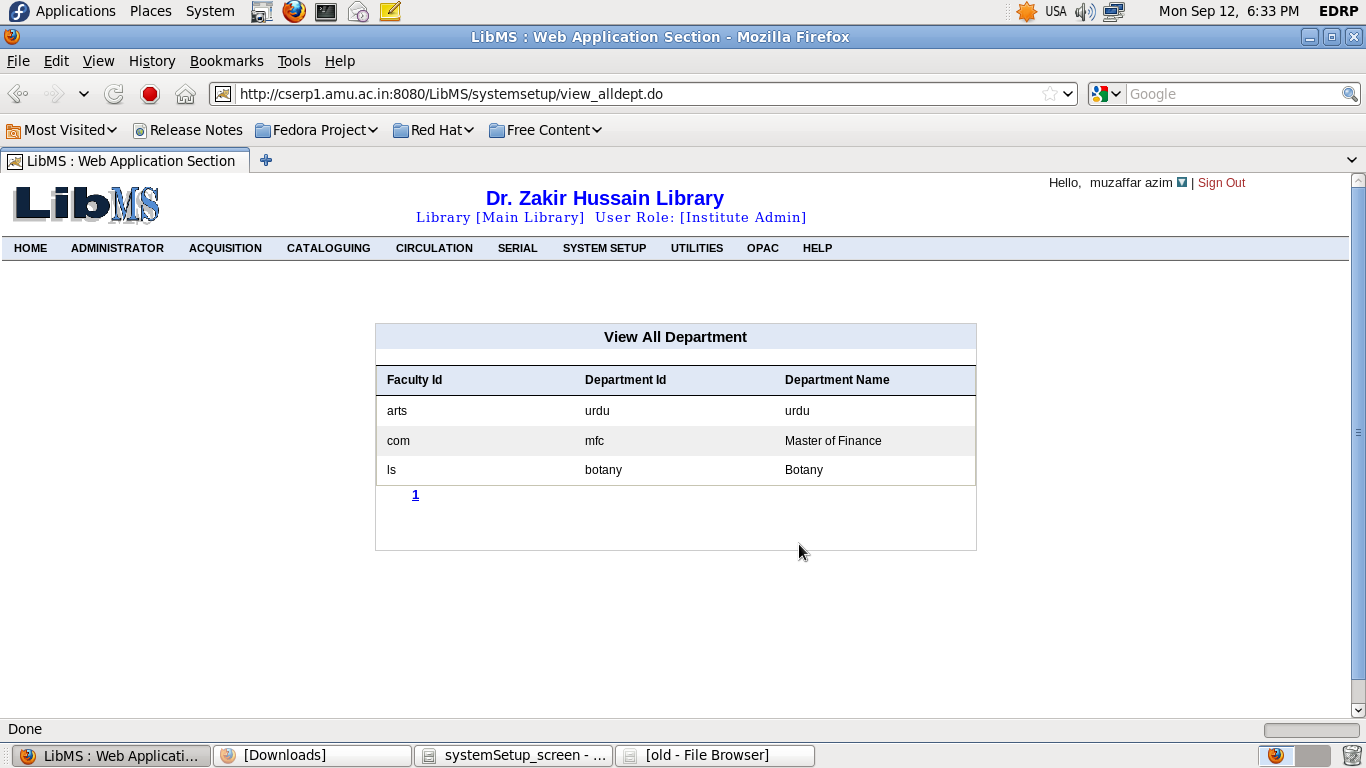 Applications Places System USA Mon Sep 12, 6:33 PM EDRP
LibMS : Web Application Section - Mozilla Firefox
File Edit View History Bookmarks Tools Help
http://cserp1.amu.ac.in:8080/LibMS/systemsetup/view_alldept.do Google
Most Visited Release Notes Fedora Project Red Hat Free Content
LibMS : Web Application Section
Hello, muzaffar azim | Sign Out
LibMS
Dr. Zakir Hussain Library
Library [Main Library] User Role: [Institute Admin]
HOME ADMINISTRATOR ACQUISITION CATALOGUING CIRCULATION SERIAL SYSTEM SETUP UTILITIES OPAC HELP
View All Department
Faculty Id Department Id Department Name
arts urdu urdu
com mfc Master of Finance
ls botany Botany
1
Done
LibMS : Web Applicati... [Downloads] systemSetup_screen - ... [old - File Browser]